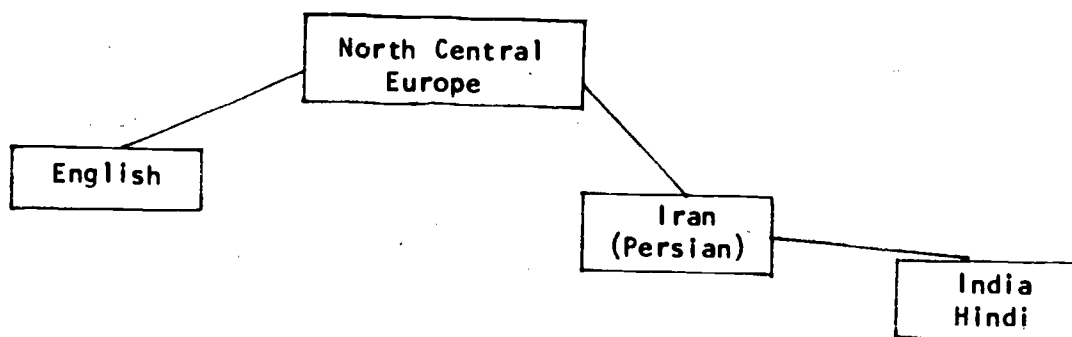 North Central
Europe
English
Iran
(Persian)
India
Hindi